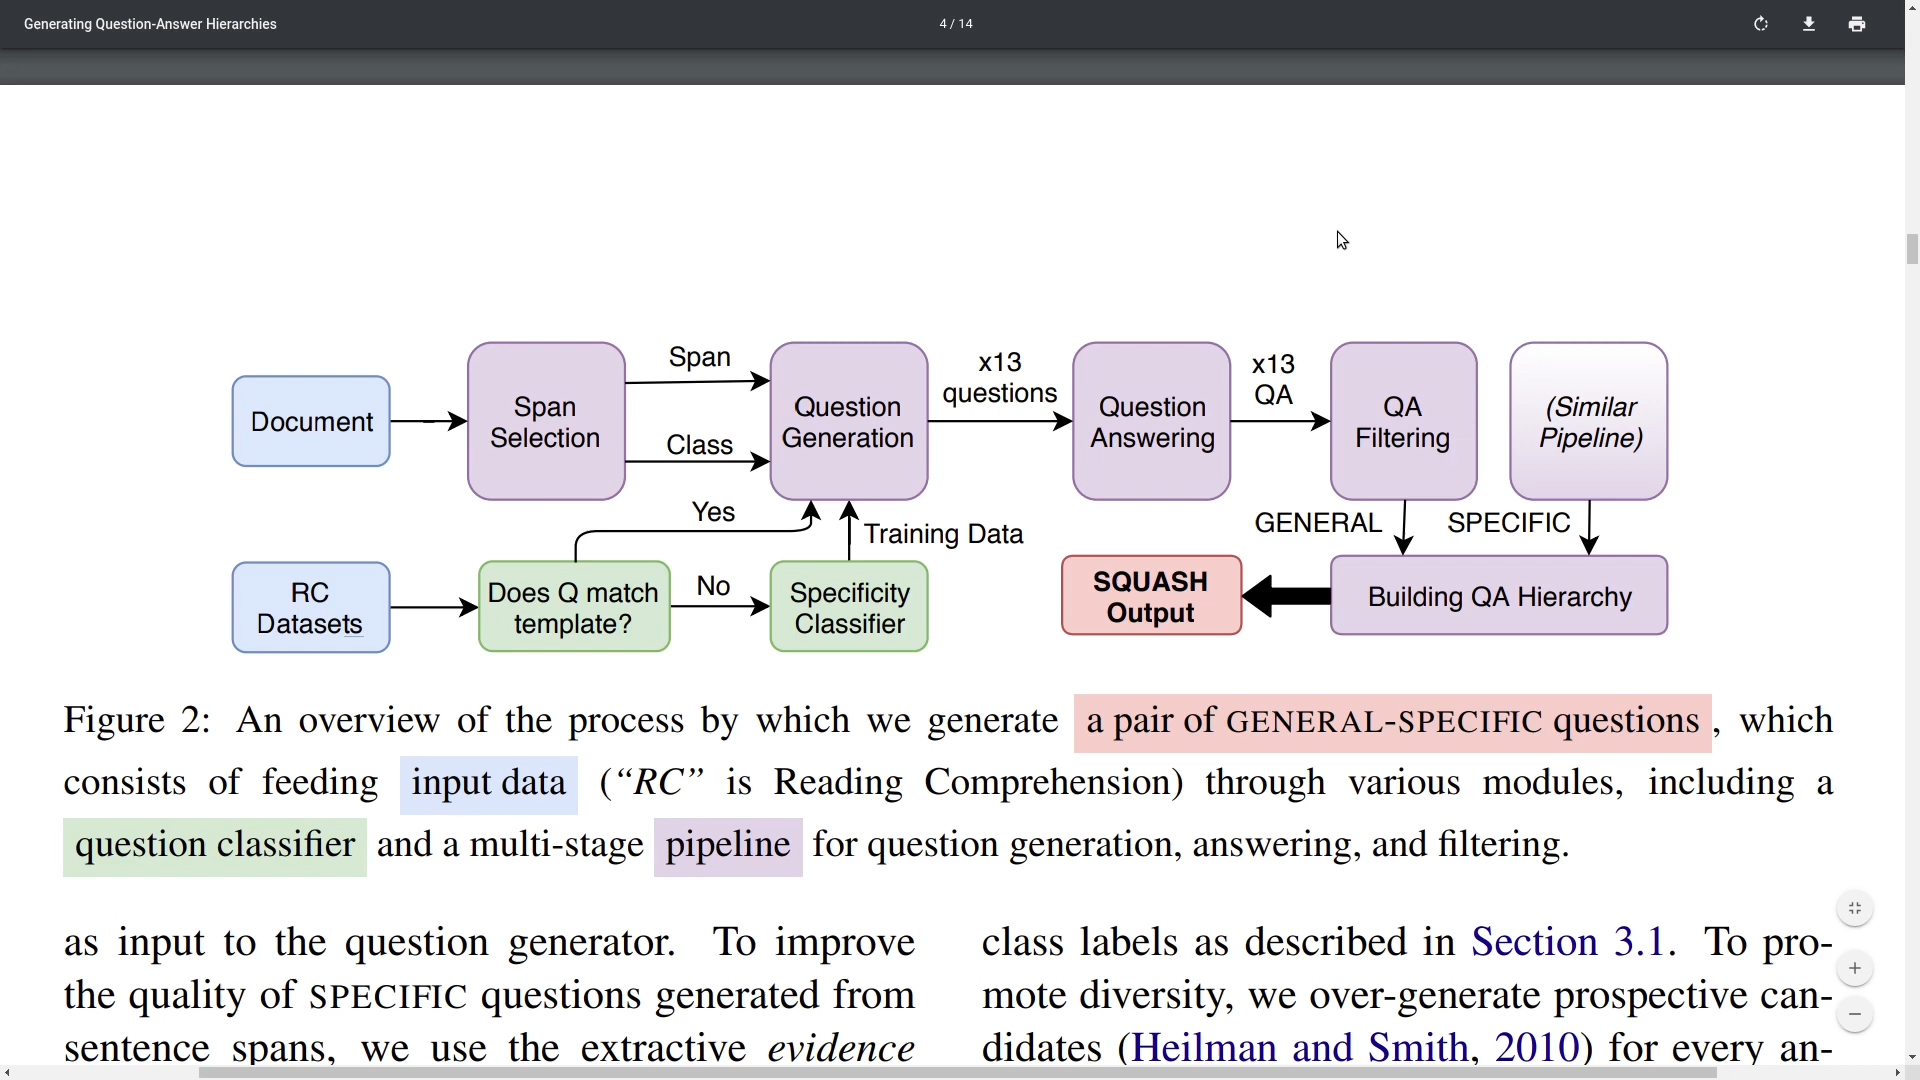 Generating Question-Answer Hierarchies
4 / 14
Document
Span
Selection
Span
Class
Question
Generation
x13
questions
Question
Answering
x13
QA
QA
Filtering
(Similar
Pipeline)
Yes
Training Data
GENERAL
SPECIFIC
RC
Datasets
Does Q match
template?
No
Specificity
Classifier
SQUASH
Output
Building QA Hierarchy
Figure 2: An overview of the process by which we generate a pair of GENERAL-SPECIFIC questions, which
consists of feeding input data (“RC” is Reading Comprehension) through various modules, including a
question classifier and a multi-stage pipeline for question generation, answering, and filtering.
as input to the question generator. To improve
the quality of SPECIFIC questions generated from
sentence spans, we use the extractive evidence
class labels as described in Section 3.1. To pro-
mote diversity, we over-generate prospective can-
didates (Heilman and Smith, 2010) for every an-